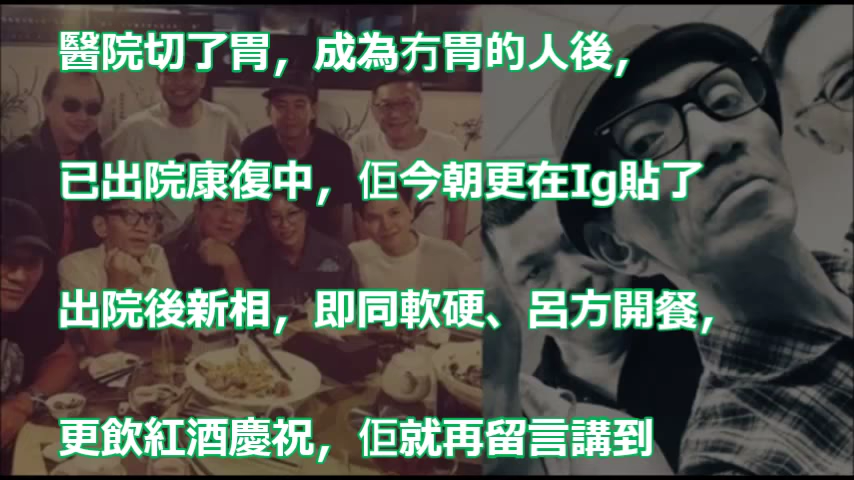 醫院切了胃，成為冇胃的人後，
已出院康復中，佢今朝更在Ig貼了
出院後新相，即同軟硬、呂方開餐，
更飲紅酒慶祝，佢就再留言講到